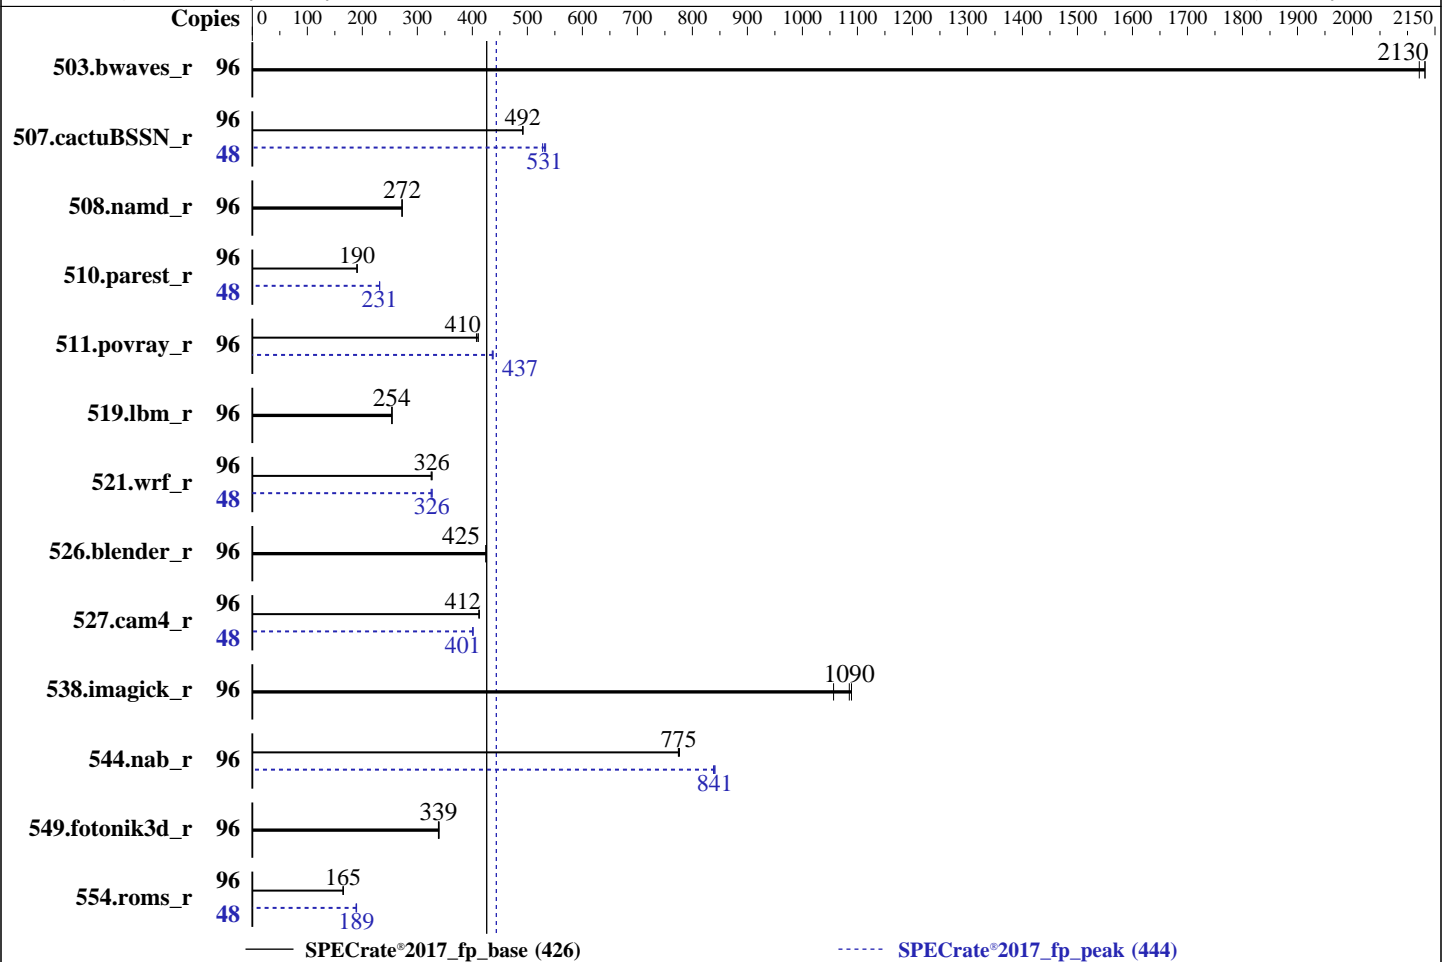 Copies 0 100 200 300 400 500 600 700 800 900 1000 1100 1200 1300 1400 1500 1600 1700 1800 1900 2000 2150
503.bwaves_r 96 2130
507.cactuBSSN_r 96 492
48 531
508.namd_r 96 272
510.parest_r 96 190
48 231
511.povray_r 96 410
437
519.lbm_r 96 254
521.wrf_r 96 326
48 326
526.blender_r 96 425
527.cam4_r 96 412
48 401
538.imagick_r 96 1090
544.nab_r 96 775
841
549.fotonik3d_r 96 339
554.roms_r 96 165
48 189
SPECrate®2017_fp_base (426) SPECrate®2017_fp_peak (444)